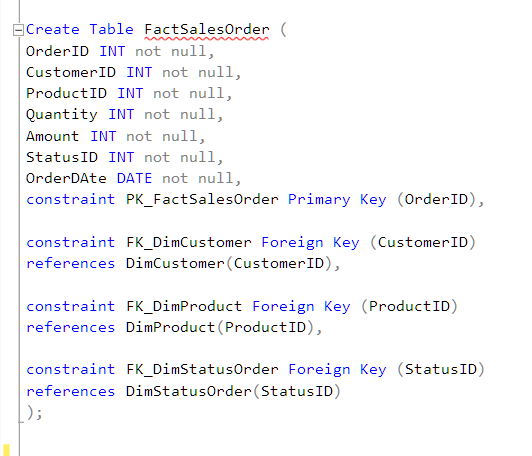 Create Table FactSalesOrder (
OrderID INT not null,
CustomerID INT not null,
ProductID INT not null,
Quantity INT not null,
Amount INT not null,
StatusID INT not null,
OrderDAte DATE not null,
constraint PK_FactSalesOrder Primary Key (OrderID),
constraint FK_DimCustomer Foreign Key (CustomerID)
references DimCustomer(CustomerID),
constraint FK_DimProduct Foreign Key (ProductID)
references DimProduct(ProductID),
constraint FK_DimStatusOrder Foreign Key (StatusID)
references DimStatusOrder(StatusID)
);